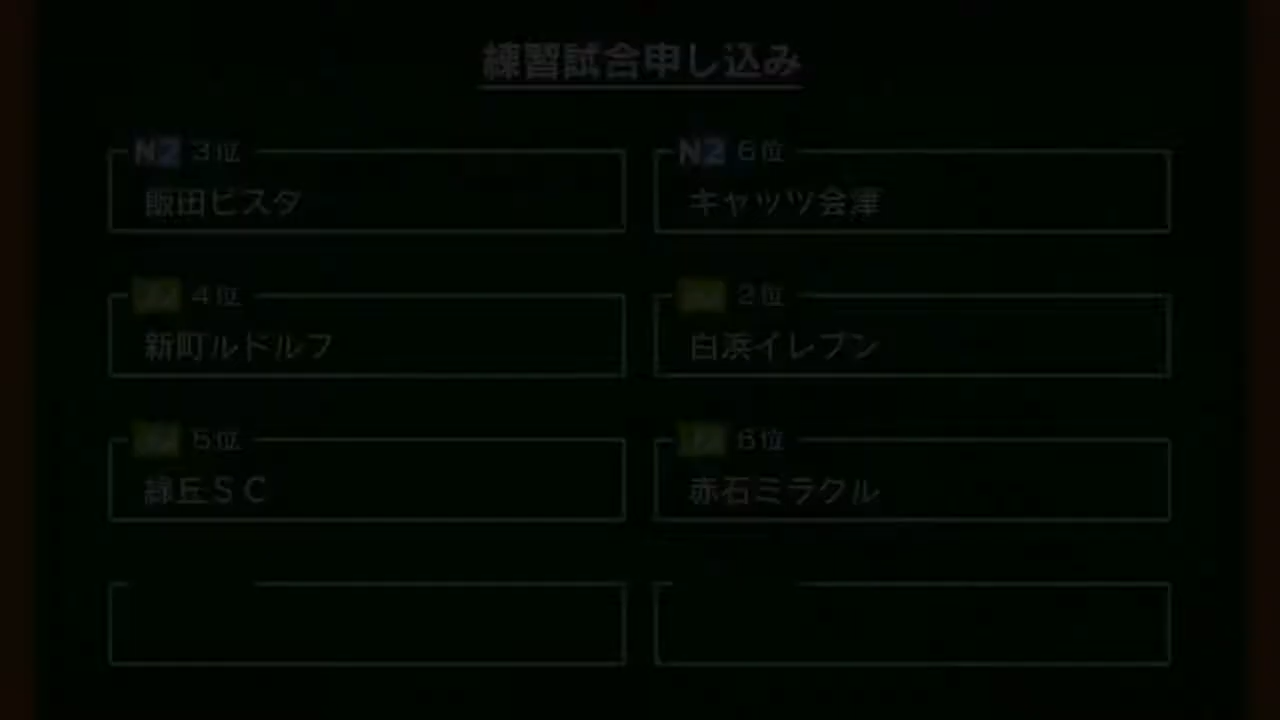 練習試合申し込み
N2 3位
飯田ビスタ
N2 6位
キャッツ会津
4位
新町ルドルフ
2位
白浜イレブン
5位
緑丘SC
6位
赤石ミラクル